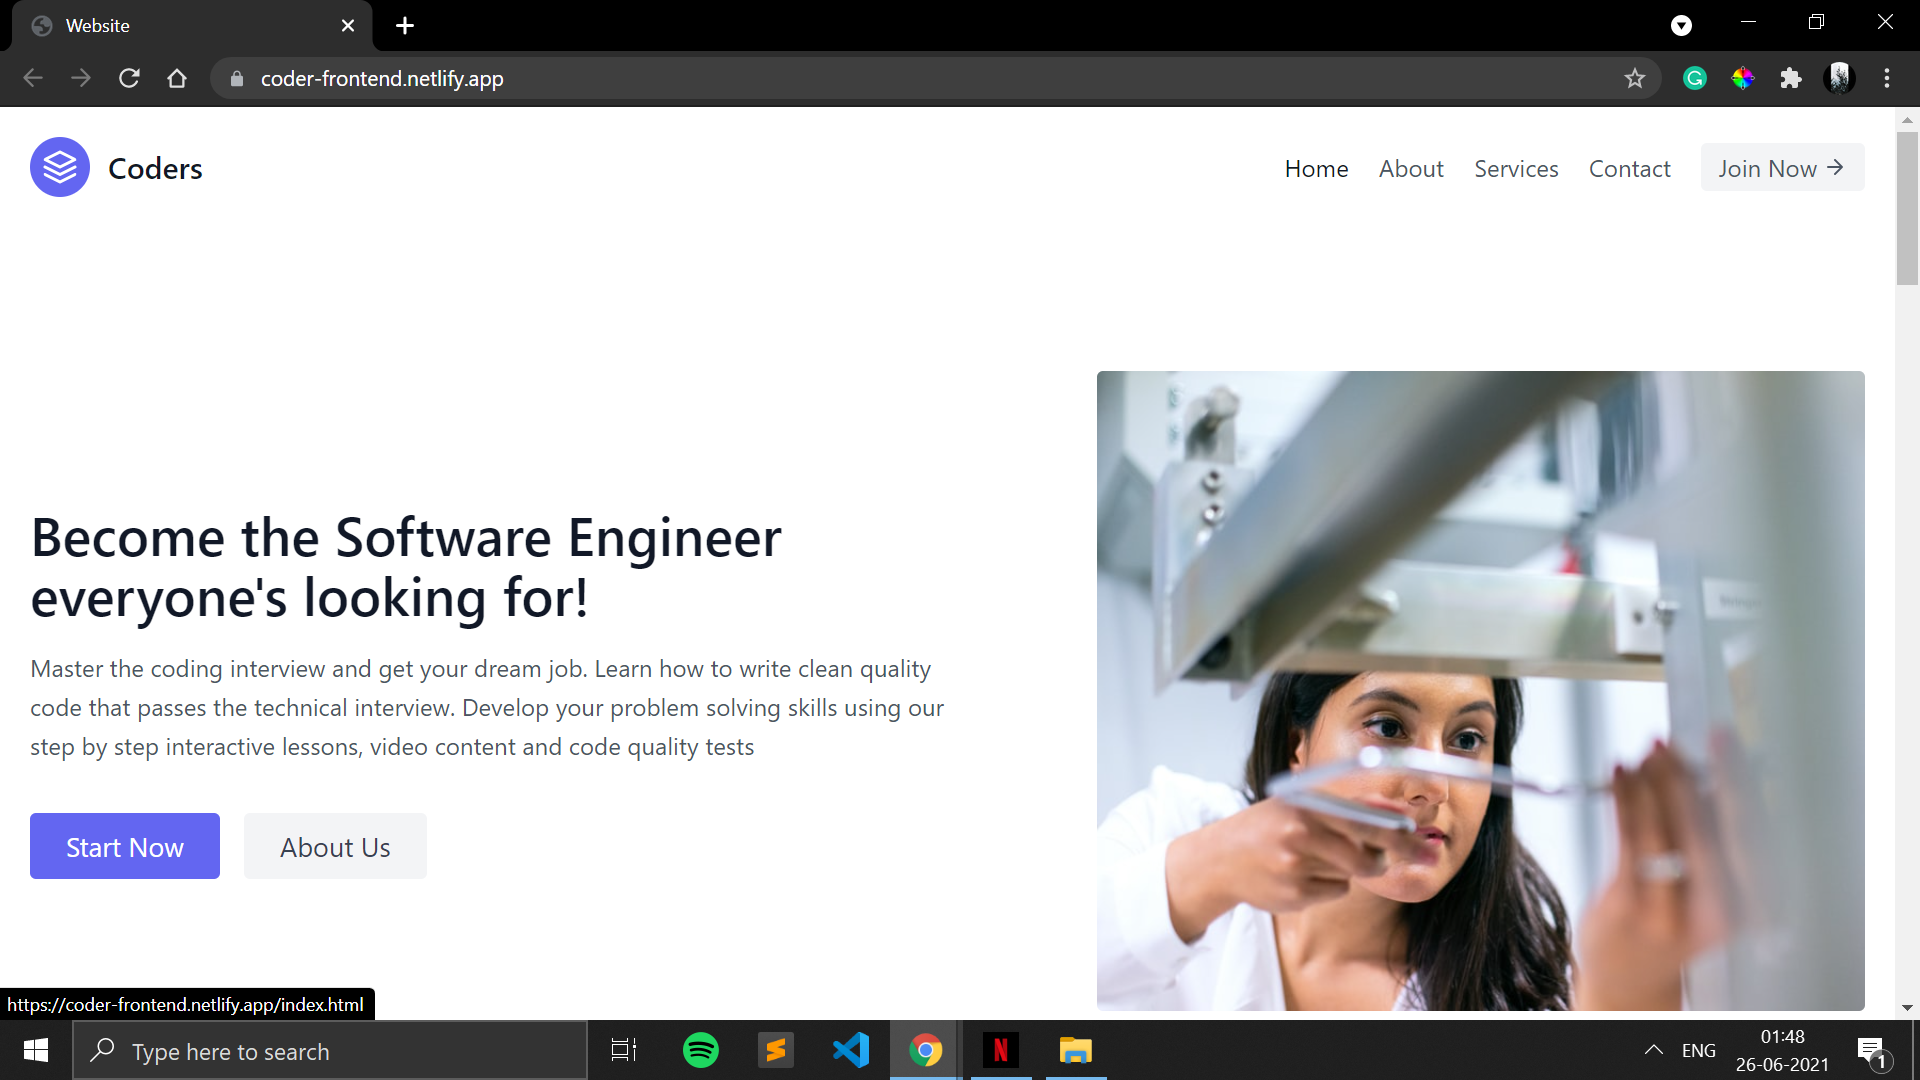 Website
coder-frontend.netlify.app
Coders
Home
About
Services
Contact
Join Now
Become the Software Engineer
everyone's looking for!
Master the coding interview and get your dream job. Learn how to write clean quality
code that passes the technical interview. Develop your problem solving skills using our
step by step interactive lessons, video content and code quality tests
Start Now
About Us
https://coder-frontend.netlify.app/index.html
Type here to search
N
ENG
01:48
26-06-2021
1